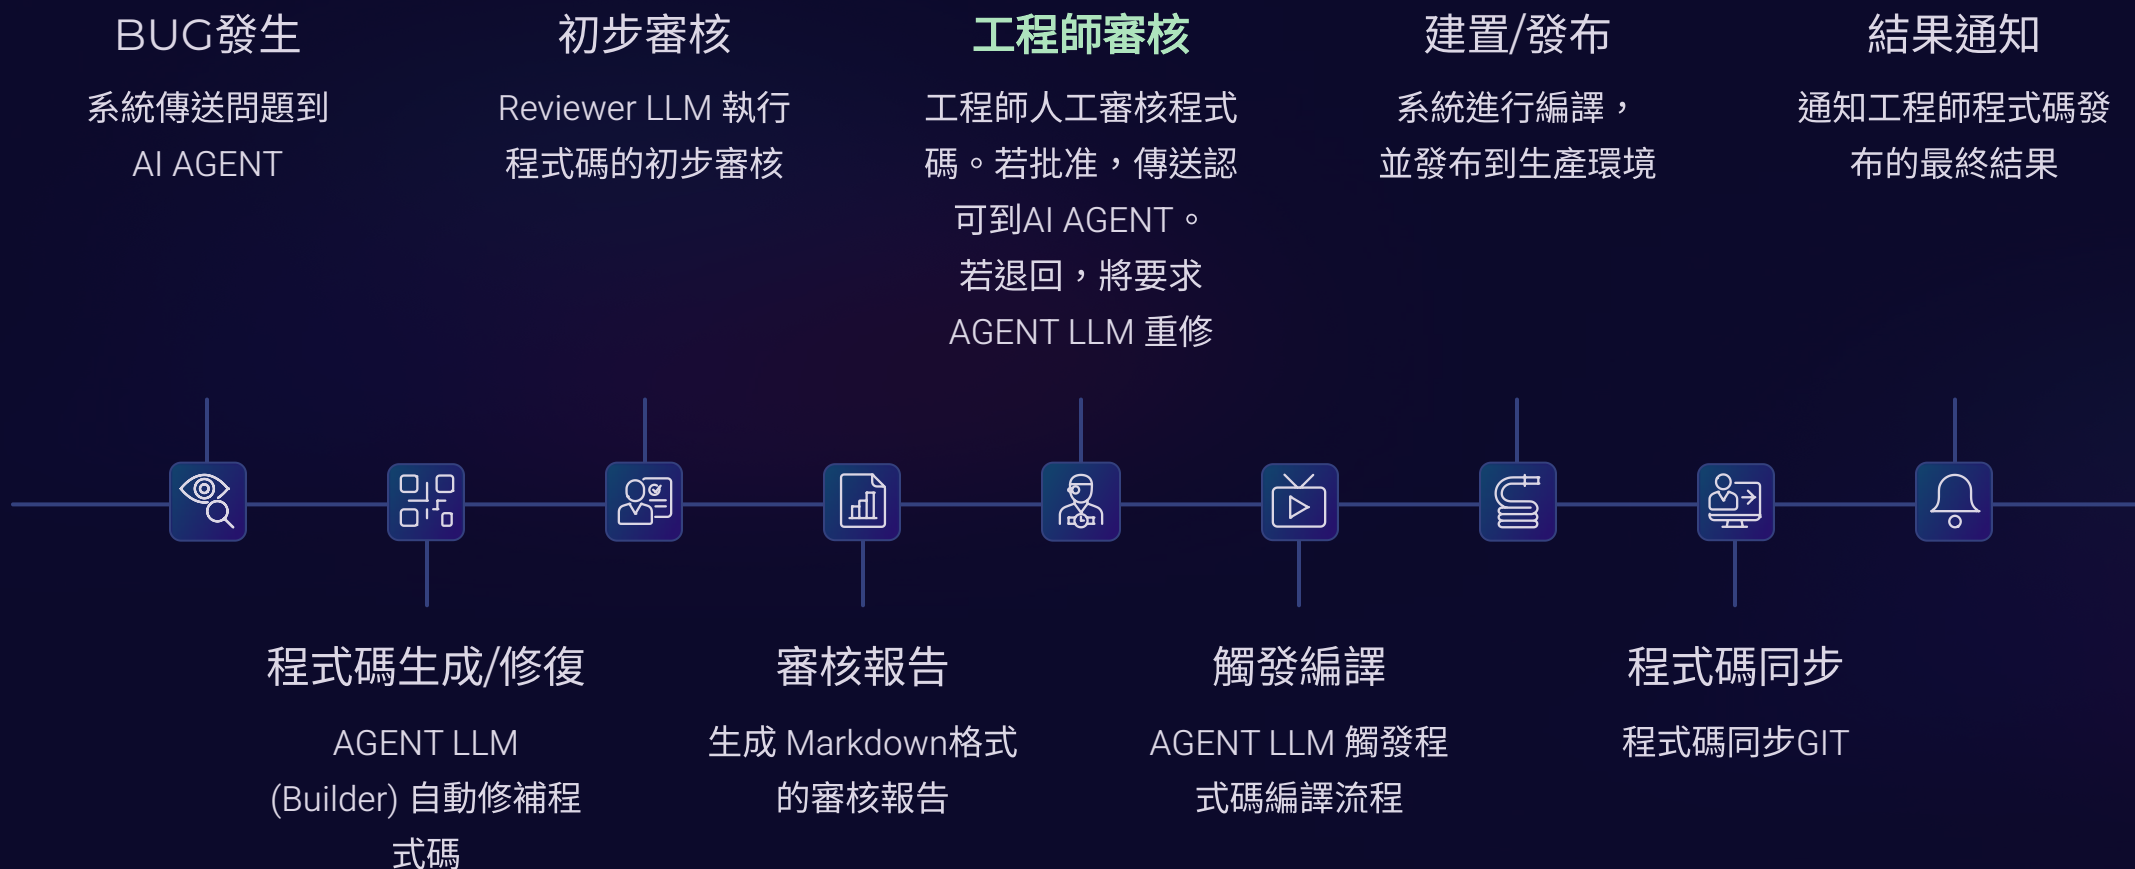 BUG發生
系統傳送問題到
AI AGENT
初步審核
Reviewer LLM 執行
程式碼的初步審核
工程師審核
工程師人工審核程式
碼。若批准，傳送認
可到AI AGENT。
若退回，將要求
AGENT LLM 重修
建置/發布
系統進行編譯，
並發布到生產環境
結果通知
通知工程師程式碼發
布的最終結果
程式碼生成/修復
AGENT LLM
(Builder) 自動修補程
式碼
審核報告
生成 Markdown格式
的審核報告
觸發編譯
AGENT LLM 觸發程
式碼編譯流程
程式碼同步
程式碼同步GIT